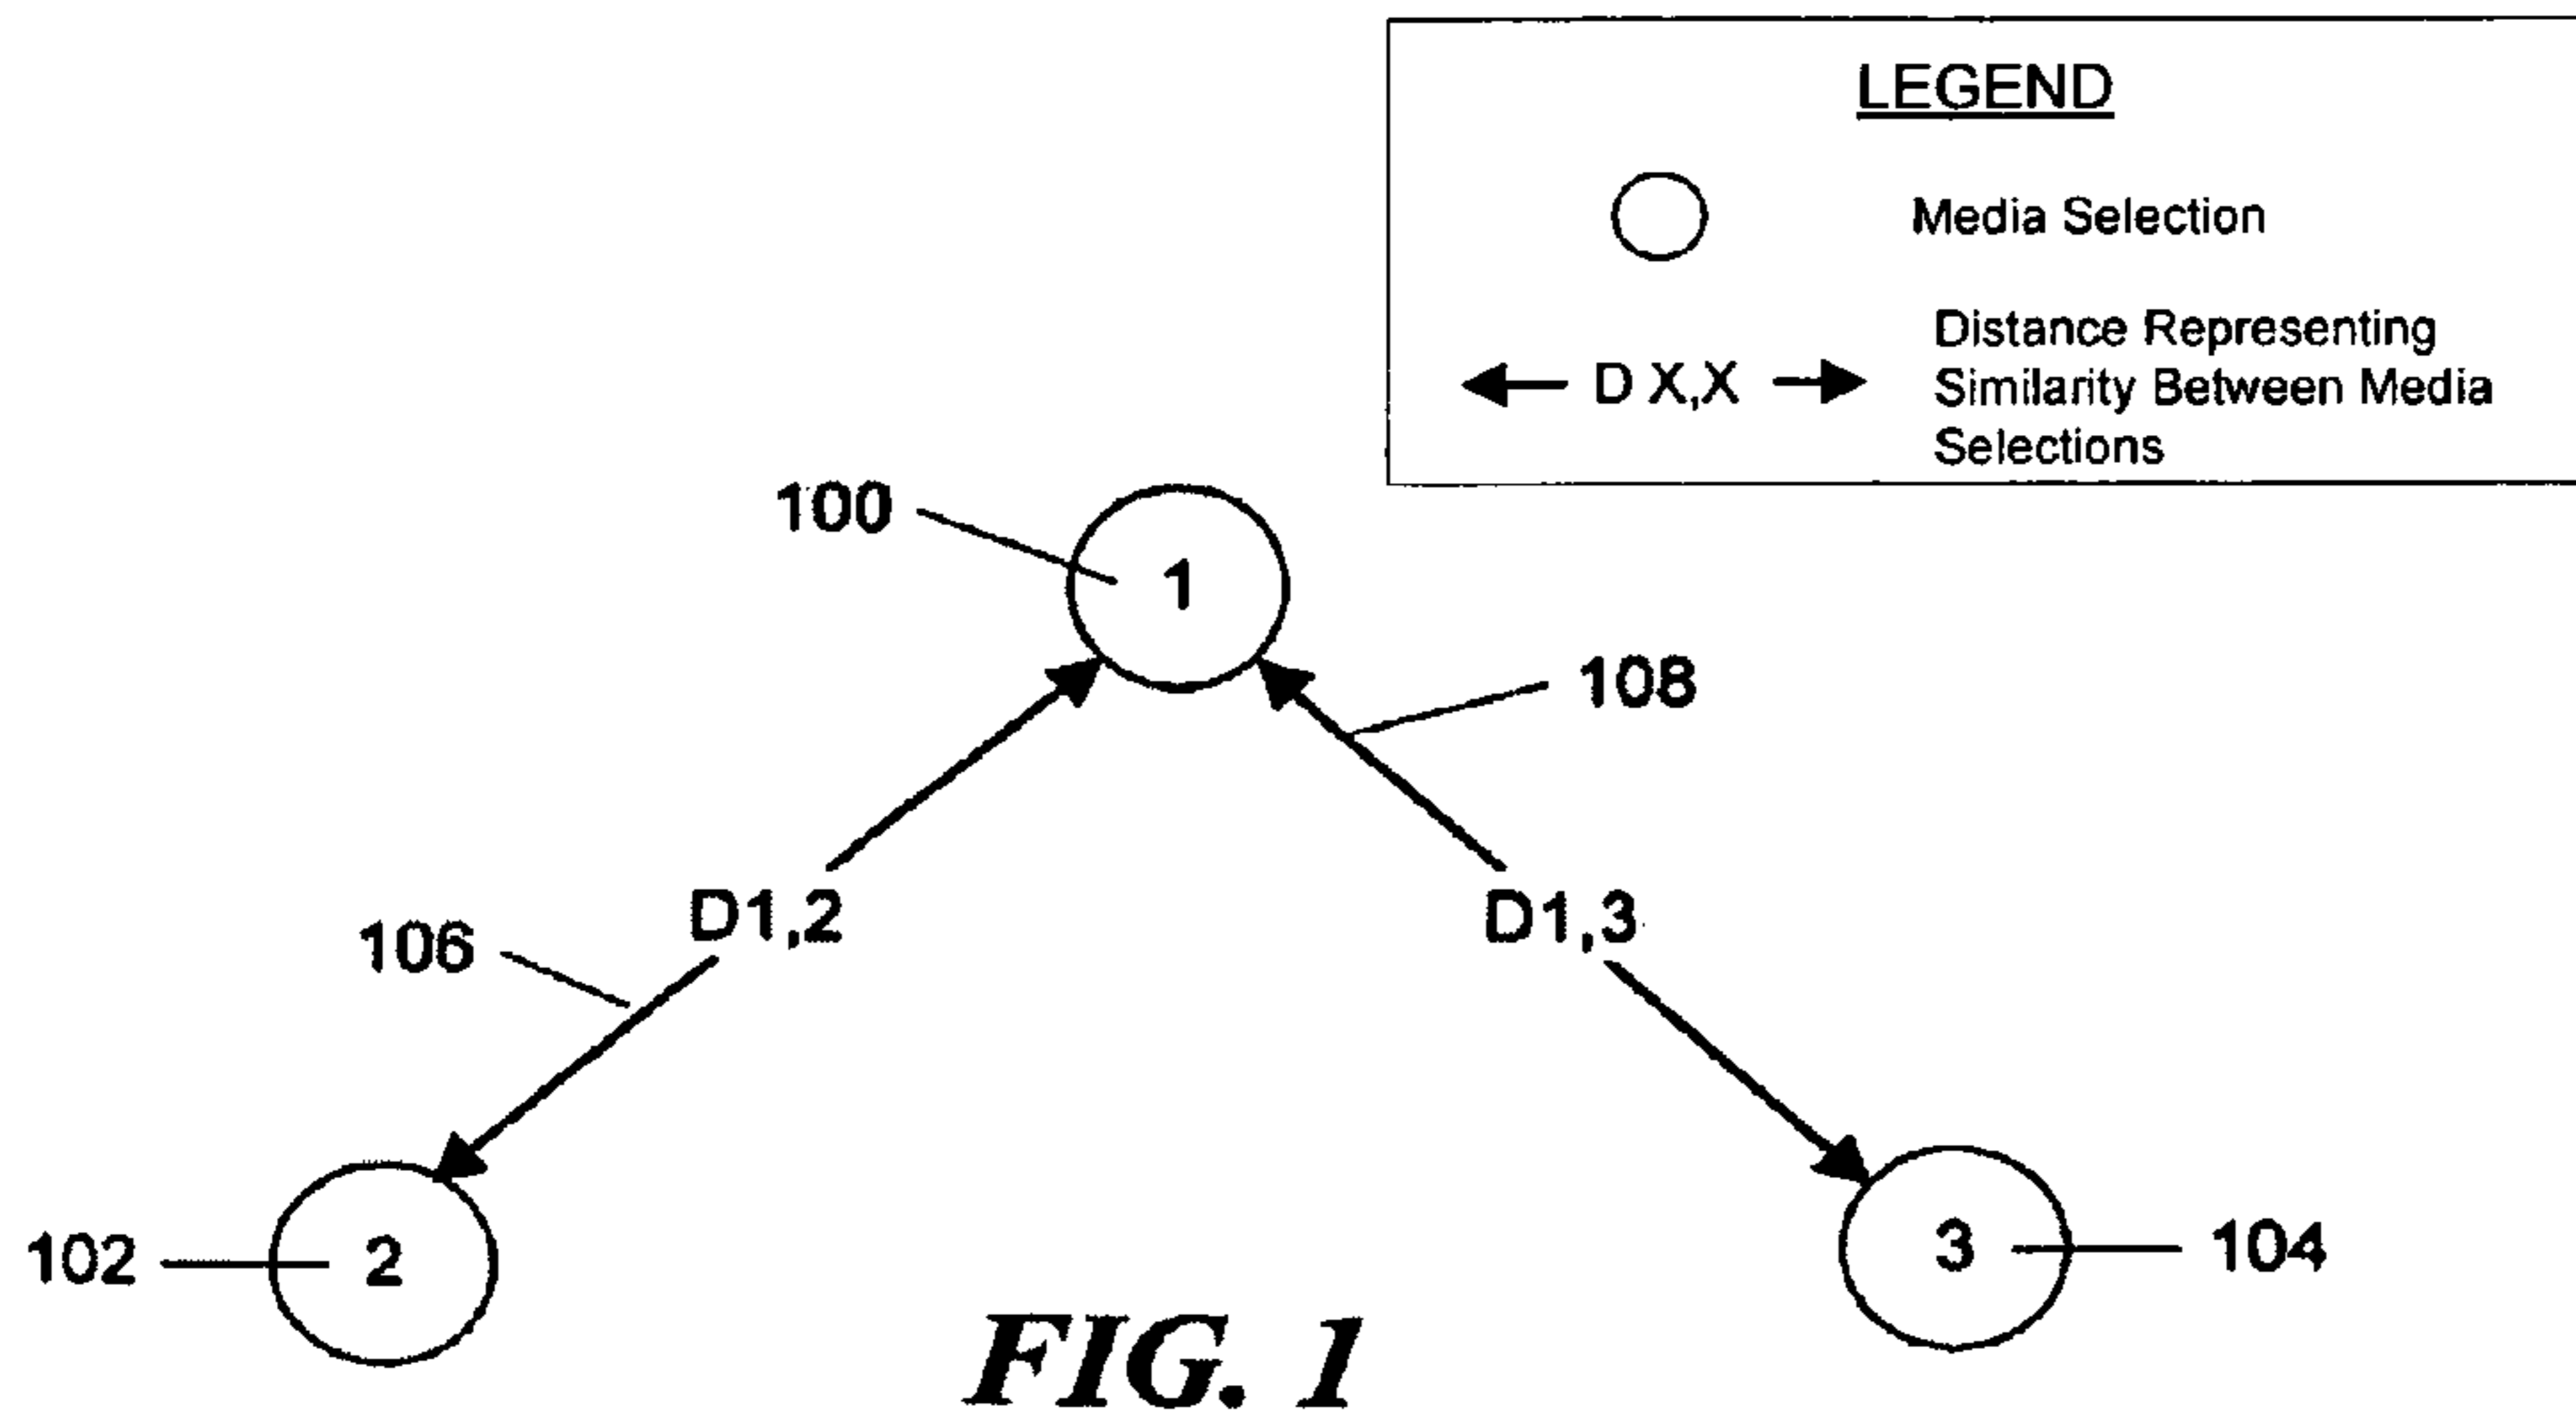 LEGEND
Media Selection
D X,X
Distance Representing
Similarity Between Media
Selections
100
1
108
D1,2
D1,3
106
102
2
3
104
FIG. 1